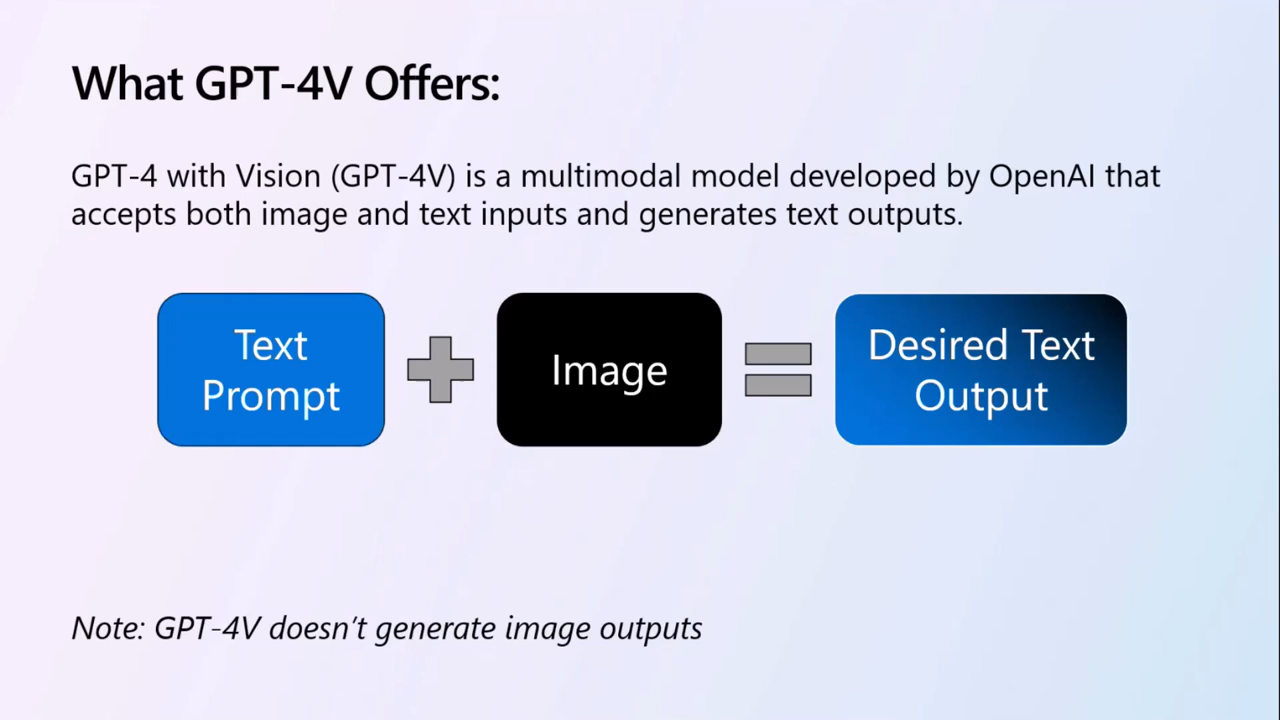 What GPT-4V Offers:
GPT-4 with Vision (GPT-4V) is a multimodal model developed by OpenAI that
accepts both image and text inputs and generates text outputs.
Text
Prompt
Image
Desired Text
Output
Note: GPT-4V doesn't generate image outputs